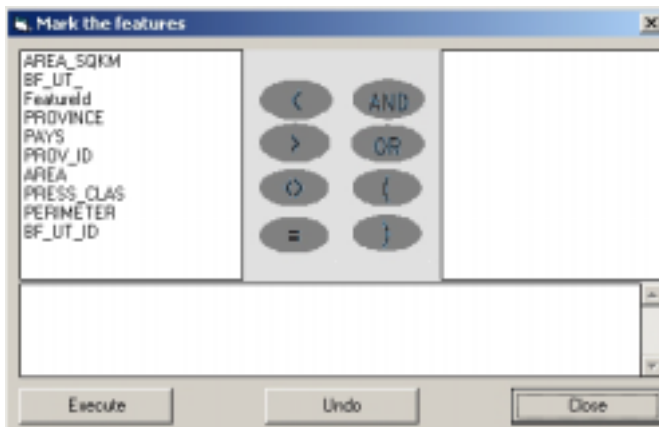 Mark the features
AREA_SQKM
BF_UT_
FeatureId
PROVINCE
PAYS
PROV_ID
AREA
PRESS_CLAS
PERIMETER
BF_UT_ID
< AND
> OR
<> (
= )
Execute Undo Close